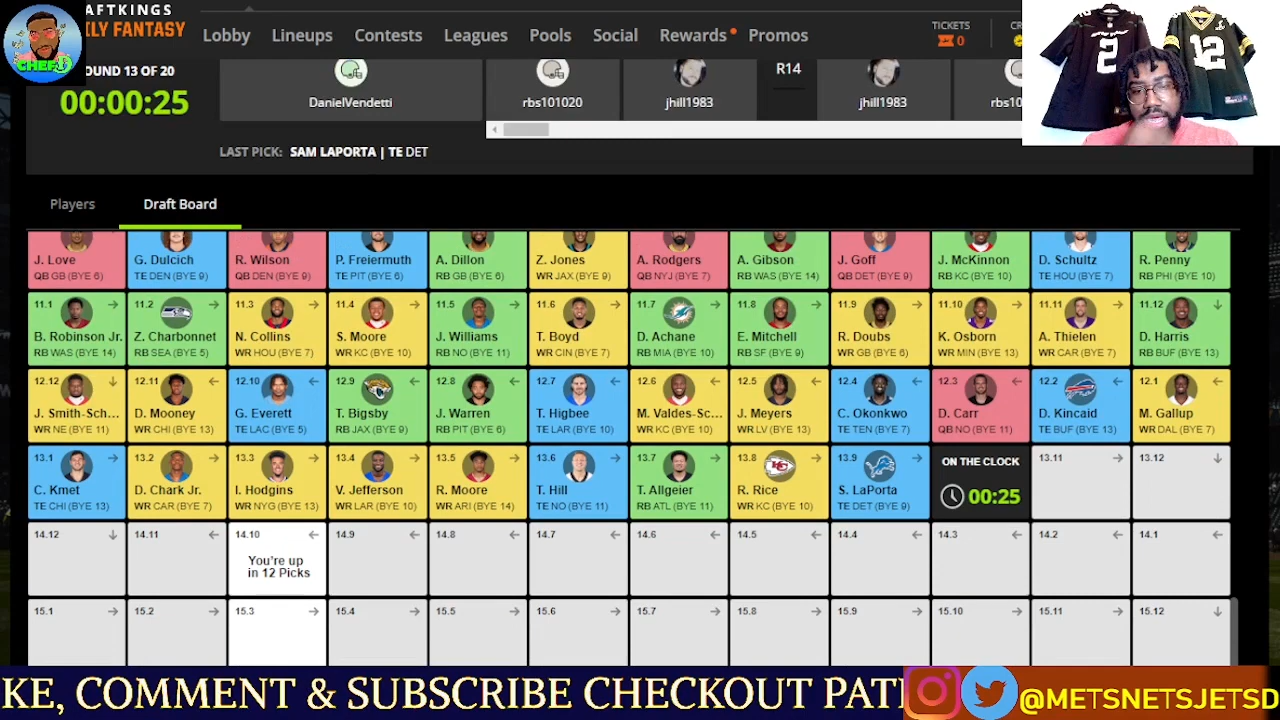 AFTKINGS
LY FANTASY
CHEF
Lobby Lineups Contests Leagues Pools Social Rewards Promos
TICKETS
0
OUND 13 OF 20
00:00:25
DanielVendetti
rbs101020
jhill1983
R14
jhill1983
rbs10
LAST PICK: SAM LAPORTA | TE DET
2
12
Players Draft Board
J. Love
QB GB (BYE 6)
G. Dulcich
TE DEN (BYE 9)
R. Wilson
QB DEN (BYE 9)
P. Freiermuth
TE PIT (BYE 6)
A. Dillon
RB GB (BYE 6)
Z. Jones
WR JAX (BYE 9)
A. Rodgers
QB NYJ (BYE 7)
A. Gibson
RB WAS (BYE 14)
J. Goff
QB DET (BYE 9)
J. McKinnon
RB KC (BYE 10)
D. Schultz
TE HOU (BYE 7)
R. Penny
RB PHI (BYE 10)
11.1
B. Robinson Jr.
RB WAS (BYE 14)
11.2
Z. Charbonnet
RB SEA (BYE 5)
11.3
N. Collins
WR HOU (BYE 7)
11.4
S. Moore
WR KC (BYE 10)
11.5
J. Williams
RB NO (BYE 11)
11.6
T. Boyd
WR CIN (BYE 7)
11.7
D. Achane
RB MIA (BYE 10)
11.8
E. Mitchell
RB SF (BYE 9)
11.9
R. Doubs
WR GB (BYE 6)
11.10
K. Osborn
WR MIN (BYE 13)
11.11
A. Thielen
WR CAR (BYE 7)
11.12
D. Harris
RB BUF (BYE 13)
12.12
J. Smith-Sch...
WR NE (BYE 11)
12.11
D. Mooney
WR CHI (BYE 13)
12.10
G. Everett
TE LAC (BYE 5)
12.9
T. Bigsby
RB JAX (BYE 9)
12.8
J. Warren
RB PIT (BYE 6)
12.7
T. Higbee
TE LAR (BYE 10)
12.6
M. Valdes-Sc...
WR KC (BYE 10)
12.5
J. Meyers
WR LV (BYE 13)
12.4
C. Okonkwo
TE TEN (BYE 7)
12.3
D. Carr
QB NO (BYE 11)
12.2
D. Kincaid
TE BUF (BYE 13)
12.1
M. Gallup
WR DAL (BYE 7)
13.1
C. Kmet
TE CHI (BYE 13)
13.2
D. Chark Jr.
WR CAR (BYE 7)
13.3
I. Hodgins
WR NYG (BYE 13)
13.4
V. Jefferson
WR LAR (BYE 10)
13.5
R. Moore
WR ARI (BYE 14)
13.6
T. Hill
TE NO (BYE 11)
13.7
T. Allgeier
RB ATL (BYE 11)
13.8
R. Rice
WR KC (BYE 10)
13.9
S. LaPorta
TE DET (BYE 9)
ON THE CLOCK
00:25
13.11
13.12
14.12
14.11
14.10
You're up
in 12 Picks
14.9
14.8
14.7
14.6
14.5
14.4
14.3
14.2
14.1
15.1
15.2
15.3
15.4
15.5
15.6
15.7
15.8
15.9
15.10
15.11
15.12
KE, COMMENT & SUBSCRIBE CHECKOUT PAT
@METSNETSJETSD